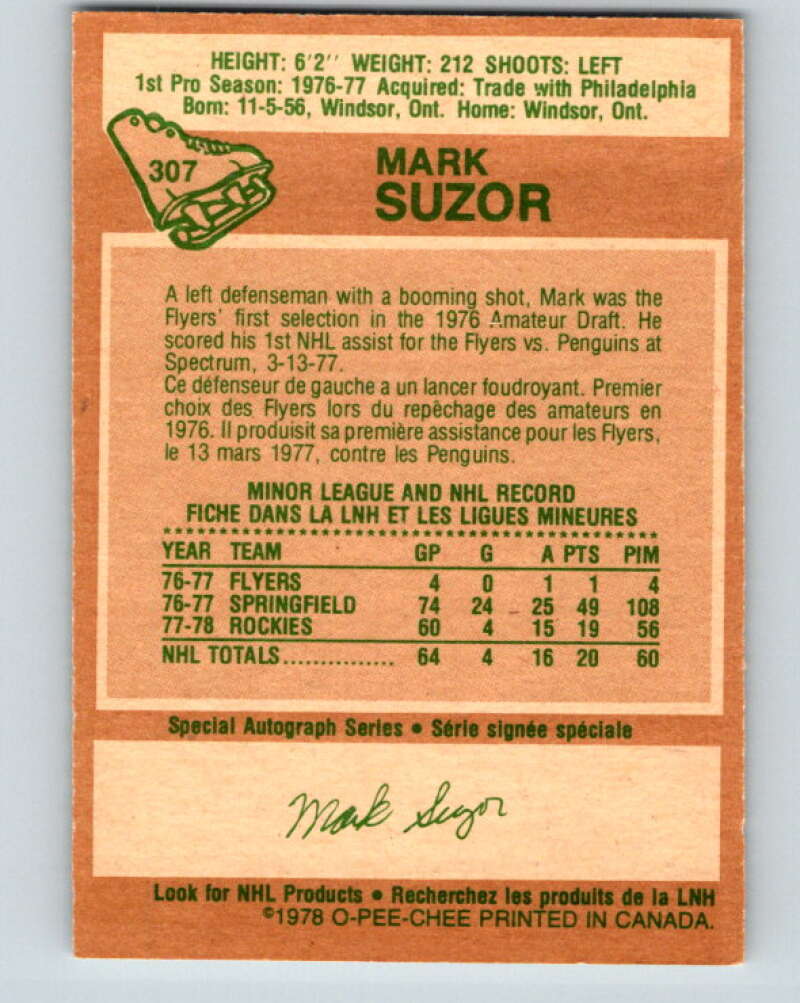 HEIGHT: 6'2'' WEIGHT: 212 SHOOTS: LEFT
1st Pro Season: 1976-77 Acquired: Trade with Philadelphia
Born: 11-5-56, Windsor, Ont. Home: Windsor, Ont.
307
MARK
SUZOR
A left defenseman with a booming shot, Mark was the
Flyers' first selection in the 1976 Amateur Draft. He
scored his 1st NHL assist for the Flyers vs. Penguins at
Spectrum, 3-13-77.
Ce défenseur de gauche a un lancer foudroyant. Premier
choix des Flyers lors du repêchage des amateurs en
1976. Il produisit sa première assistance pour les Flyers,
le 13 mars 1977, contre les Penguins.
MINOR LEAGUE AND NHL RECORD
FICHE DANS LA LNH ET LES LIGUES MINEURES
YEAR TEAM GP G A PTS PIM
76-77 FLYERS 4 0 1 1 4
76-77 SPRINGFIELD 74 24 25 49 108
77-78 ROCKIES 60 4 15 19 56
NHL TOTALS............... 64 4 16 20 60
Special Autograph Series • Série signée spéciale
Mark Suzor
Look for NHL Products • Recherchez les produits de la LNH
©1978 O-PEE-CHEE PRINTED IN CANADA.